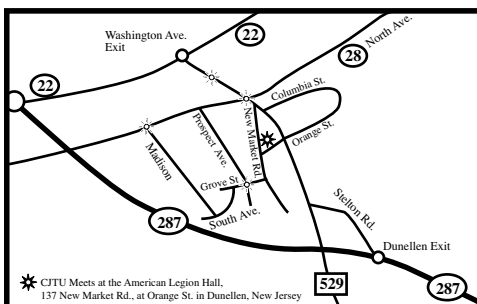 Washington Ave.
Exit
22
22
28
North Ave.
Columbia St.
Orange St.
New Market Rd.
Prospect Ave.
Madison
Grove St
South Ave.
Stelton Rd.
287
Dunellen Exit
529
287
CJTU Meets at the American Legion Hall,
137 New Market Rd., at Orange St. in Dunellen, New Jersey